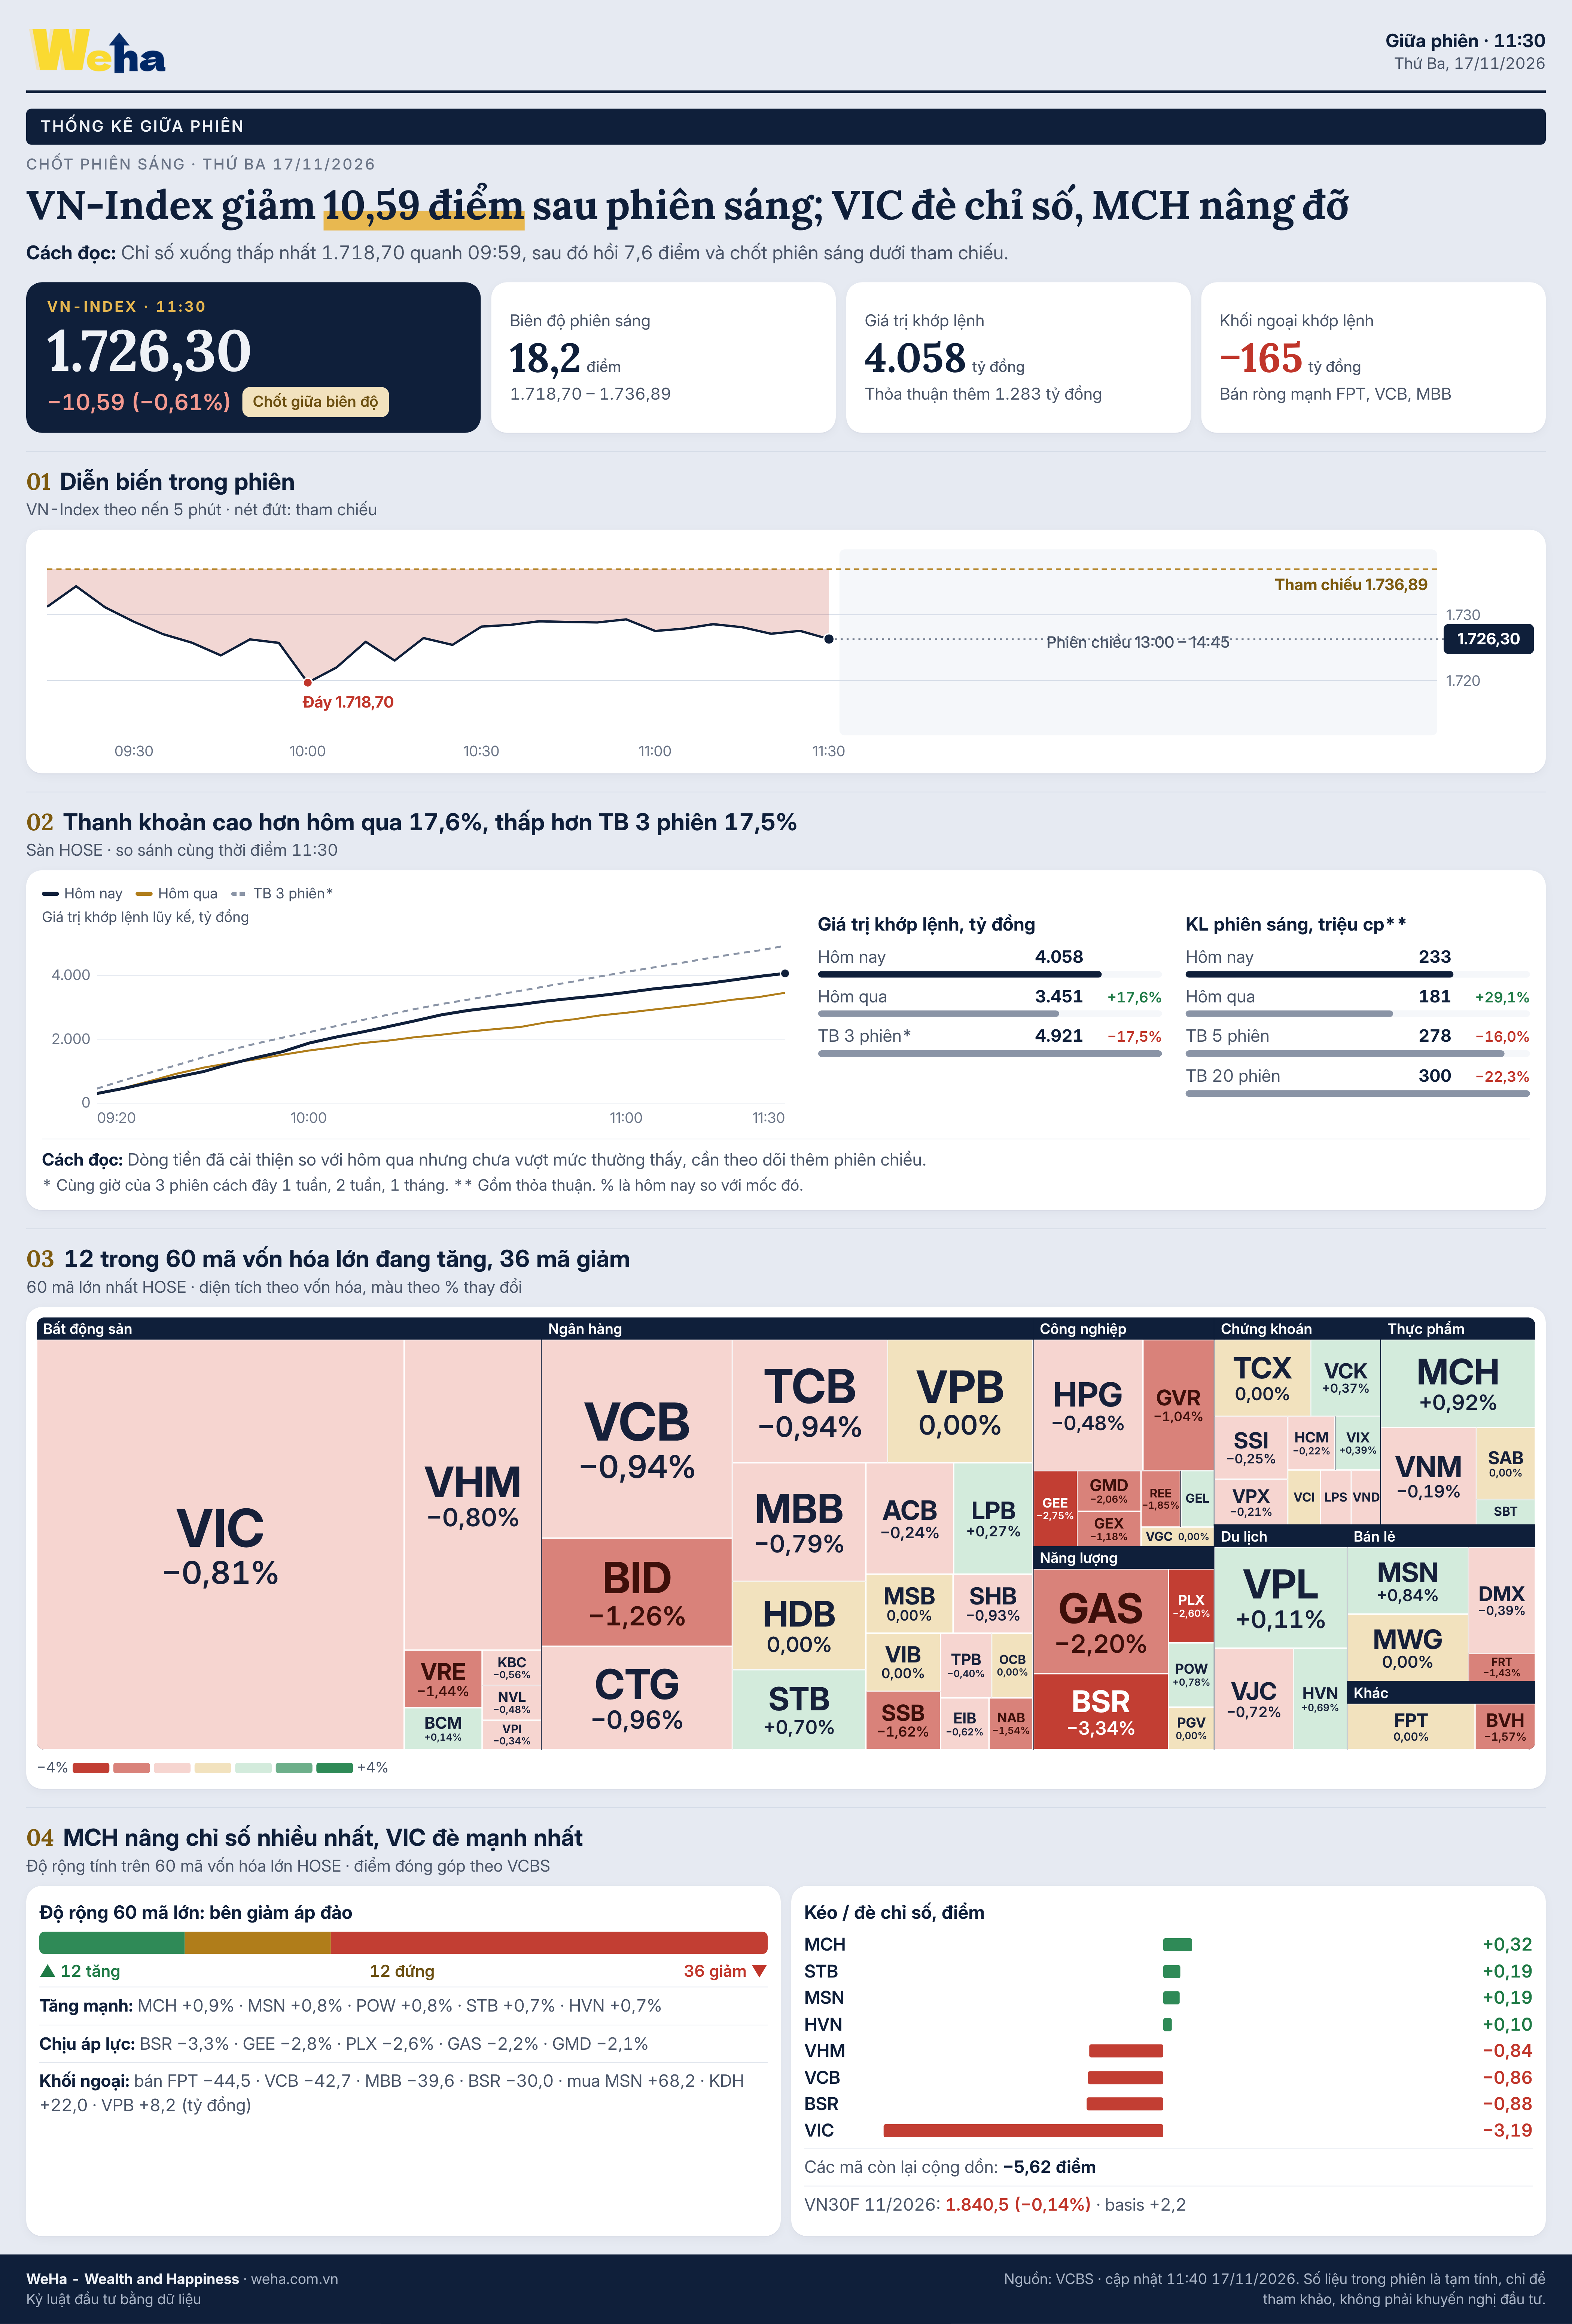 Weha
Giữa phiên · 11:30
Thứ Ba, 17/11/2026
THỐNG KÊ GIỮA PHIÊN
CHỐT PHIÊN SÁNG · THỨ BA 17/11/2026
VN-Index giảm 10,59 điểm sau phiên sáng; VIC đè chỉ số, MCH nâng đỡ
Cách đọc: Chỉ số xuống thấp nhất 1.718,70 quanh 09:59, sau đó hồi 7,6 điểm và chốt phiên sáng dưới tham chiếu.
VN-INDEX · 11:30
1.726,30
−10,59 (−0,61%)
Chốt giữa biên độ
Biên độ phiên sáng
18,2 điểm
1.718,70 – 1.736,89
Giá trị khớp lệnh
4.058 tỷ đồng
Thỏa thuận thêm 1.283 tỷ đồng
Khối ngoại khớp lệnh
−165 tỷ đồng
Bán ròng mạnh FPT, VCB, MBB
01 Diễn biến trong phiên
VN-Index theo nến 5 phút · nét đứt: tham chiếu
Tham chiếu 1.736,89
1.730
Phiên chiều 13:00 – 14:45
1.726,30
1.720
Đáy 1.718,70
09:30
10:00
10:30
11:00
11:30
02 Thanh khoản cao hơn hôm qua 17,6%, thấp hơn TB 3 phiên 17,5%
Sàn HOSE · so sánh cùng thời điểm 11:30
Hôm nay
Hôm qua
TB 3 phiên*
Giá trị khớp lệnh lũy kế, tỷ đồng
4.000
2.000
0
09:20
10:00
11:00
11:30
Giá trị khớp lệnh, tỷ đồng
Hôm nay 4.058
Hôm qua 3.451 +17,6%
TB 3 phiên* 4.921 −17,5%
KL phiên sáng, triệu cp**
Hôm nay 233
Hôm qua 181 +29,1%
TB 5 phiên 278 −16,0%
TB 20 phiên 300 −22,3%
Cách đọc: Dòng tiền đã cải thiện so với hôm qua nhưng chưa vượt mức thường thấy, cần theo dõi thêm phiên chiều.
* Cùng giờ của 3 phiên cách đây 1 tuần, 2 tuần, 1 tháng. ** Gồm thỏa thuận. % là hôm nay so với mốc đó.
03 12 trong 60 mã vốn hóa lớn đang tăng, 36 mã giảm
60 mã lớn nhất HOSE · diện tích theo vốn hóa, màu theo % thay đổi
Bất động sản
VIC
−0,81%
VHM
−0,80%
VRE
−1,44%
BCM
+0,14%
KBC
−0,56%
NVL
−0,48%
VPI
−0,34%
Ngân hàng
VCB
−0,94%
BID
−1,26%
CTG
−0,96%
TCB
−0,94%
VPB
0,00%
MBB
−0,79%
HDB
0,00%
STB
+0,70%
ACB
−0,24%
LPB
+0,27%
MSB
0,00%
SHB
−0,93%
VIB
0,00%
TPB
−0,40%
OCB
0,00%
SSB
−1,62%
EIB
−0,62%
NAB
−1,54%
Công nghiệp
HPG
−0,48%
GVR
−1,04%
GEE
−2,75%
GMD
−2,06%
GEX
−1,18%
REE
−1,85%
GEL
VGC 0,00%
Năng lượng
GAS
−2,20%
BSR
−3,34%
PLX
−2,60%
POW
+0,78%
PGV
0,00%
Chứng khoán
TCX
0,00%
VCK
+0,37%
SSI
−0,25%
HCM
−0,22%
VIX
+0,39%
VPX
−0,21%
VCI
LPS
VND
Thực phẩm
MCH
+0,92%
VNM
−0,19%
SAB
0,00%
SBT
Du lịch
VPL
+0,11%
VJC
−0,72%
HVN
+0,69%
Bán lẻ
MSN
+0,84%
MWG
0,00%
DMX
−0,39%
FRT
−1,43%
Khác
FPT
0,00%
BVH
−1,57%
−4%
+4%
04 MCH nâng chỉ số nhiều nhất, VIC đè mạnh nhất
Độ rộng tính trên 60 mã vốn hóa lớn HOSE · điểm đóng góp theo VCBS
Độ rộng 60 mã lớn: bên giảm áp đảo
▲ 12 tăng
12 đứng
36 giảm ▼
Tăng mạnh: MCH +0,9% · MSN +0,8% · POW +0,8% · STB +0,7% · HVN +0,7%
Chịu áp lực: BSR −3,3% · GEE −2,8% · PLX −2,6% · GAS −2,2% · GMD −2,1%
Khối ngoại: bán FPT −44,5 · VCB −42,7 · MBB −39,6 · BSR −30,0 · mua MSN +68,2 · KDH
+22,0 · VPB +8,2 (tỷ đồng)
Kéo / đè chỉ số, điểm
MCH +0,32
STB +0,19
MSN +0,19
HVN +0,10
VHM −0,84
VCB −0,86
BSR −0,88
VIC −3,19
Các mã còn lại cộng dồn: −5,62 điểm
VN30F 11/2026: 1.840,5 (−0,14%) · basis +2,2
WeHa - Wealth and Happiness · weha.com.vn
Kỷ luật đầu tư bằng dữ liệu
Nguồn: VCBS · cập nhật 11:40 17/11/2026. Số liệu trong phiên là tạm tính, chỉ để
tham khảo, không phải khuyến nghị đầu tư.